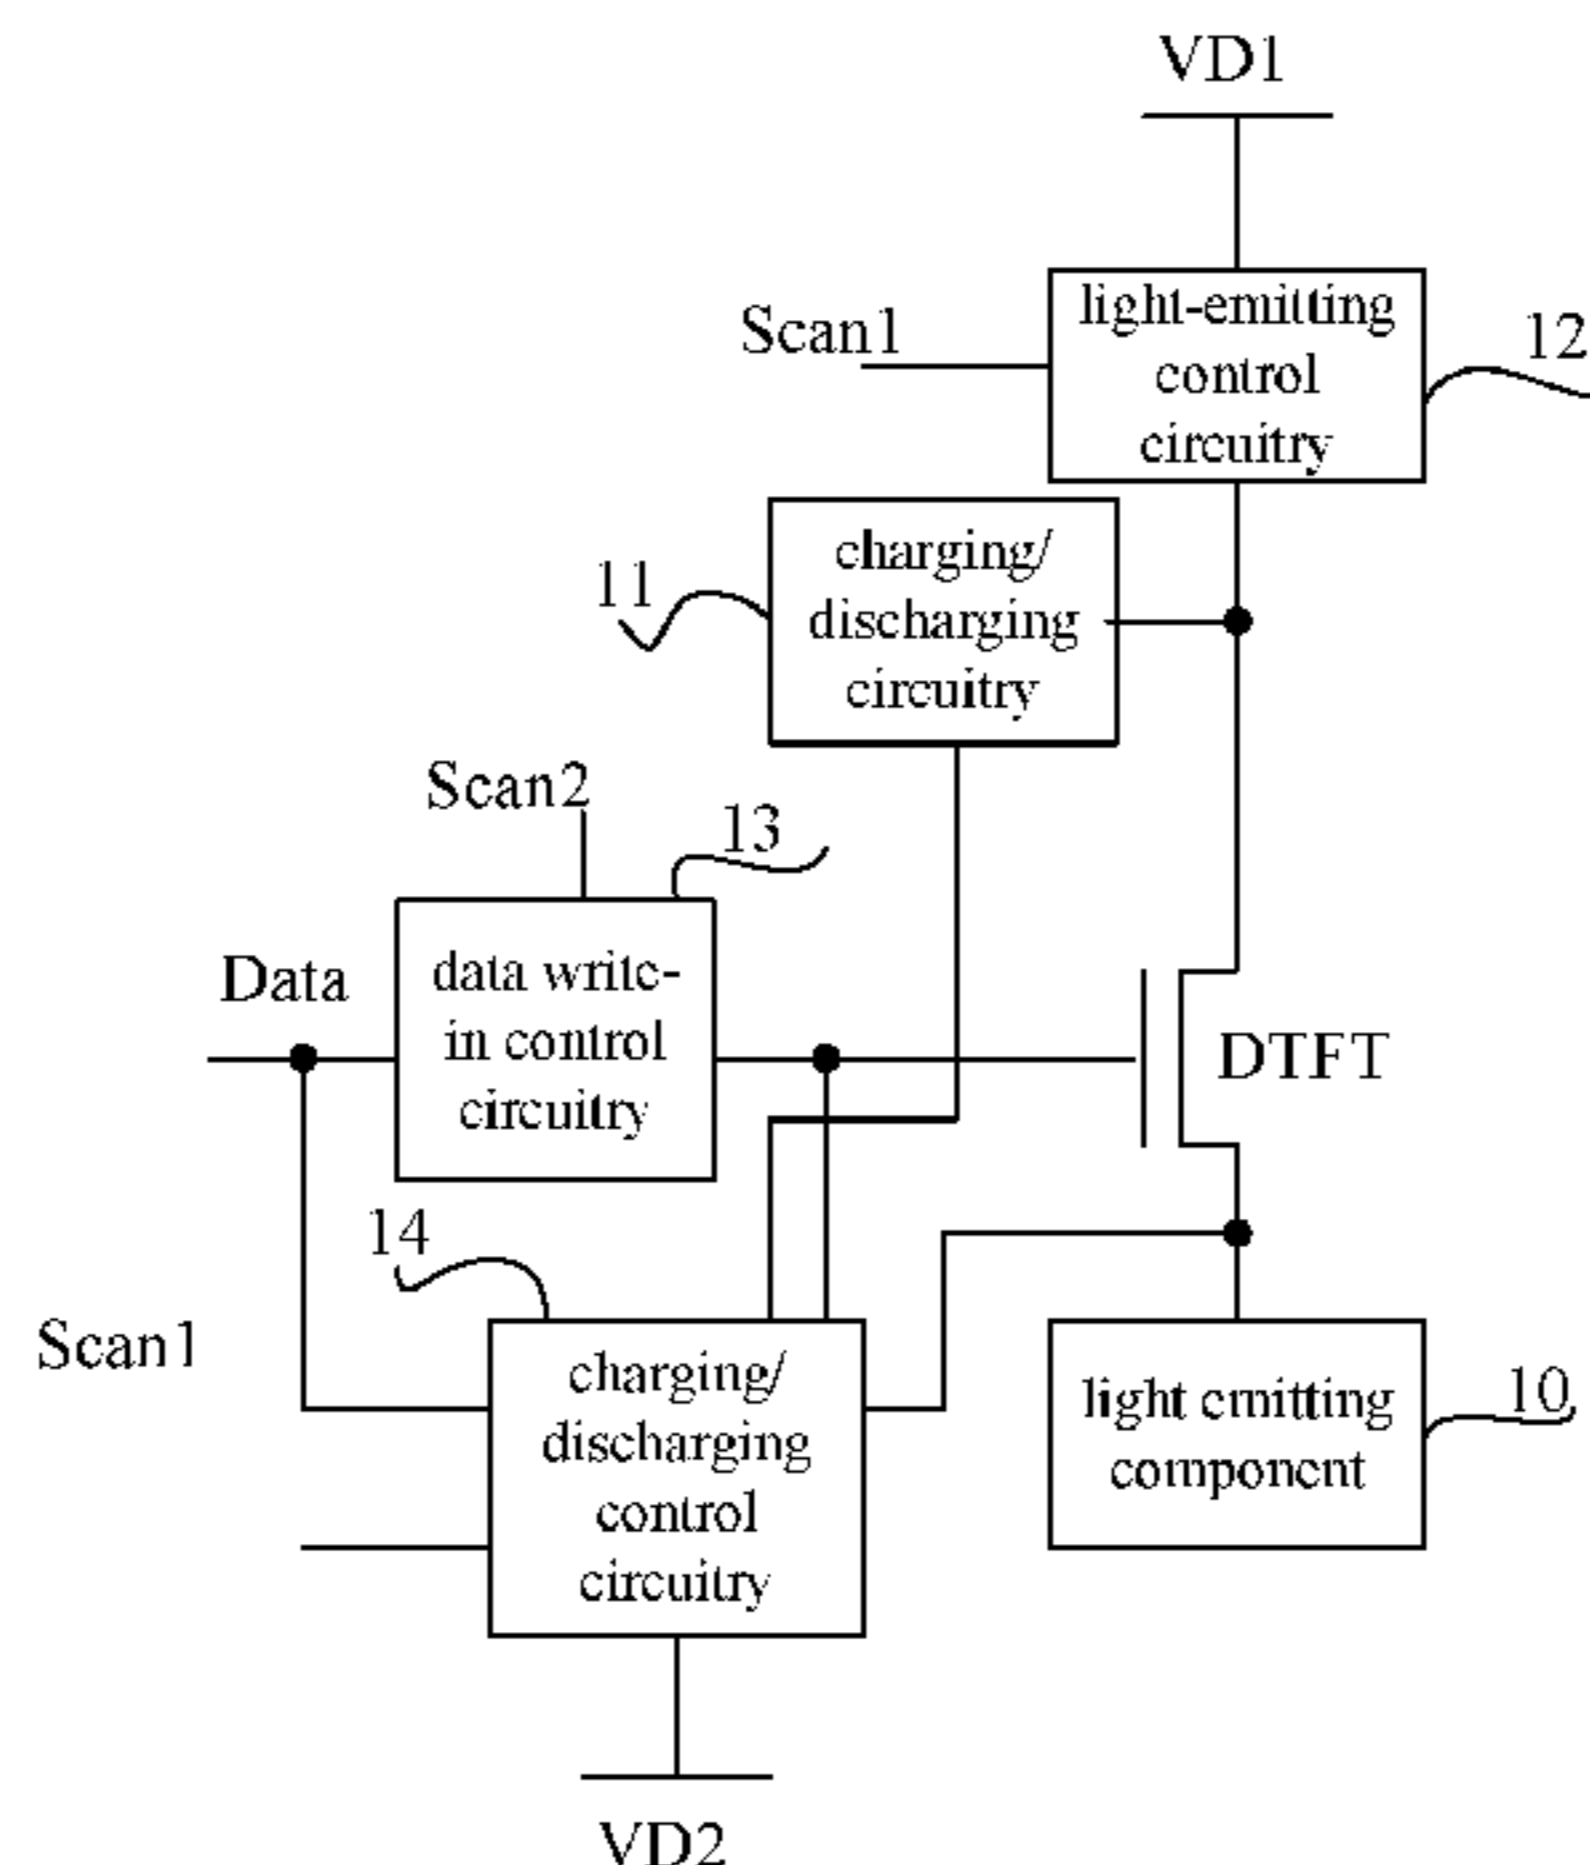 VD1
Scan1
light-emitting
control
circuitry
12
charging/
discharging
circuitry
11
Scan2
13
Data
data write-
in control
circuitry
DTFT
14
Scan1
charging/
discharging
control
circuitry
light emitting
component
10
VD2